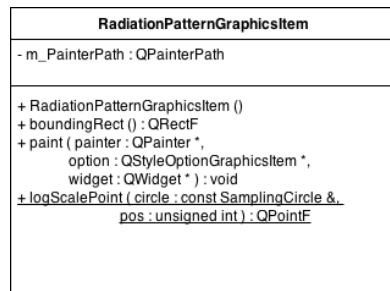 RadiationPatternGraphicsItem
- m_PainterPath : QPainterPath
+ RadiationPatternGraphicsItem ()
+ boundingRect () : QRectF
+ paint ( painter : QPainter *,
option : QStyleOptionGraphicsItem *,
widget : QWidget * ) : void
+ logScalePoint ( circle : const SamplingCircle &,
pos : unsigned int ) : QPointF